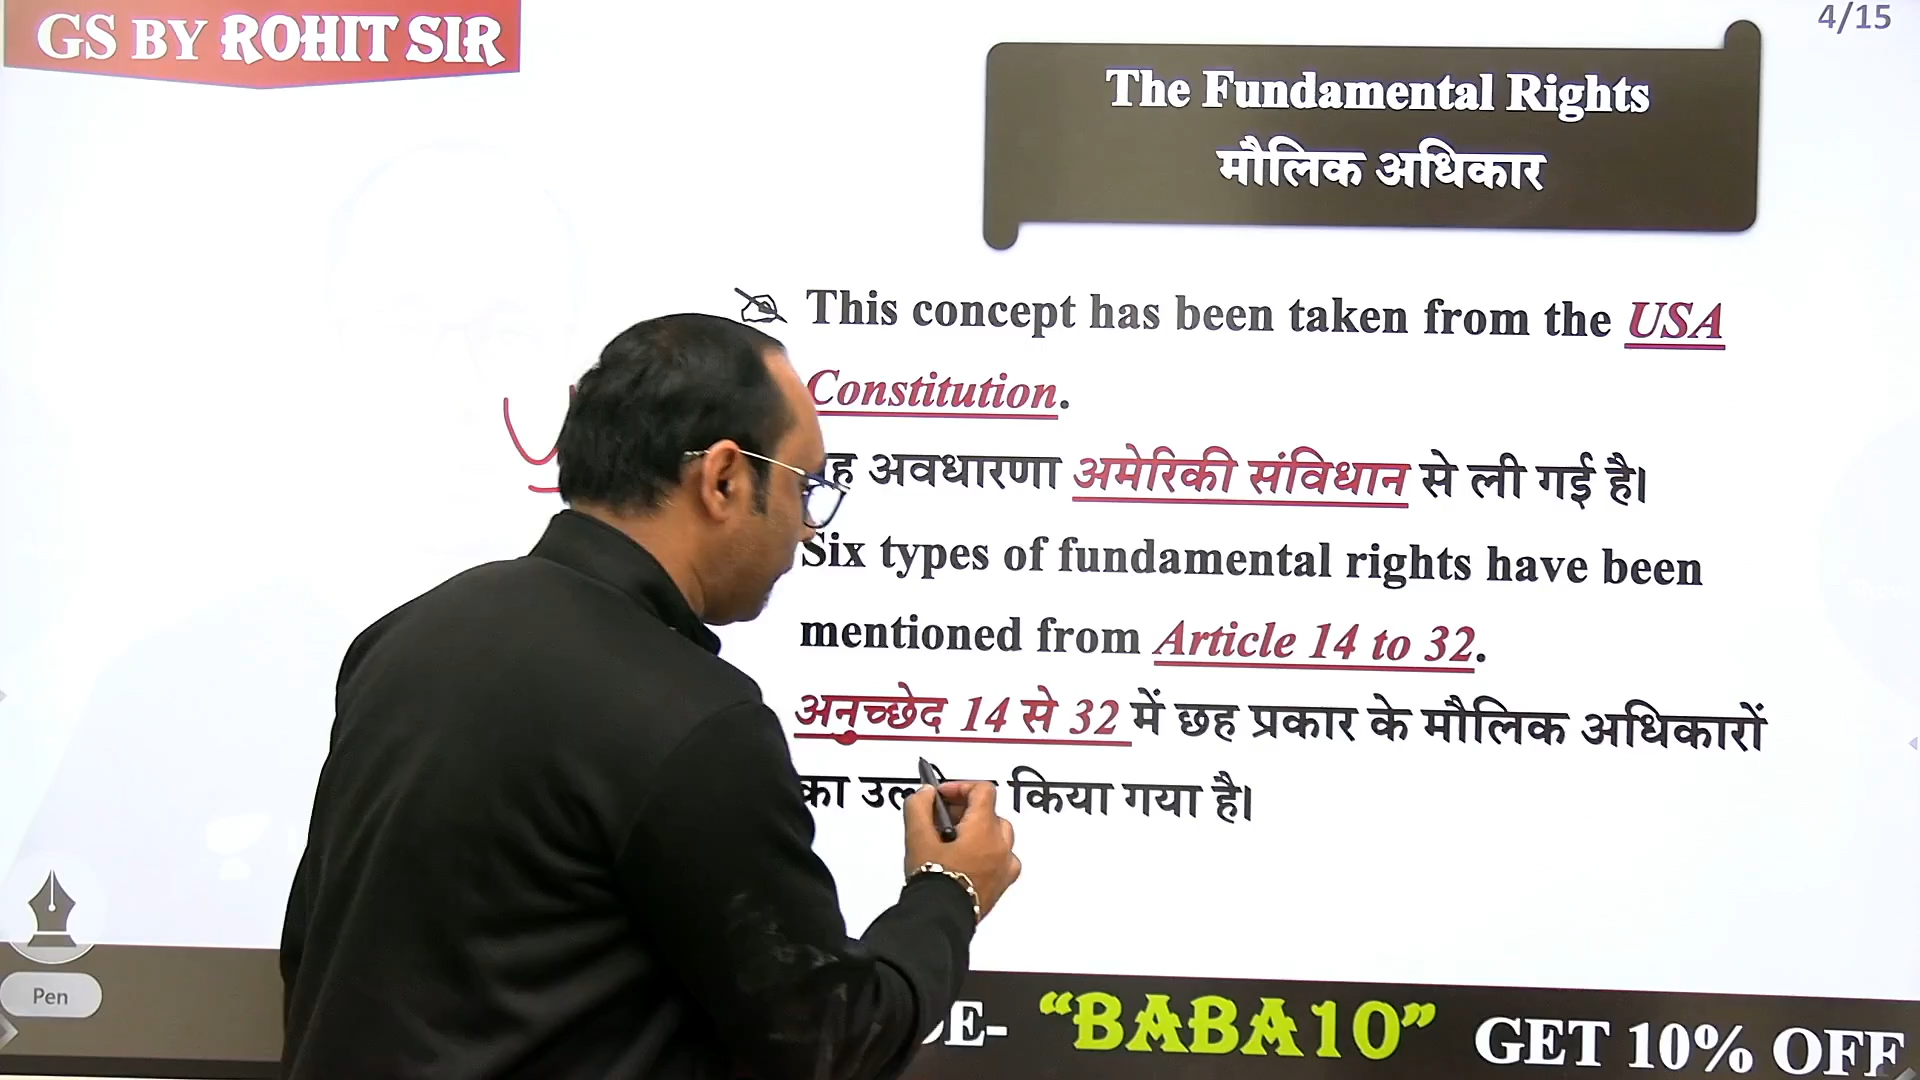 GS BY ROHIT SIR
4/15
The Fundamental Rights
मौलिक अधिकार
This concept has been taken from the USA
Constitution.
अवधारणा अमेरिकी संविधान से ली गई है।
Six types of fundamental rights have been
mentioned from Article 14 to 32.
अनुच्छेद 14 से 32 में छह प्रकार के मौलिक अधिकारों
का किया गया है।
Pen
"BABA10" GET 10% OFF